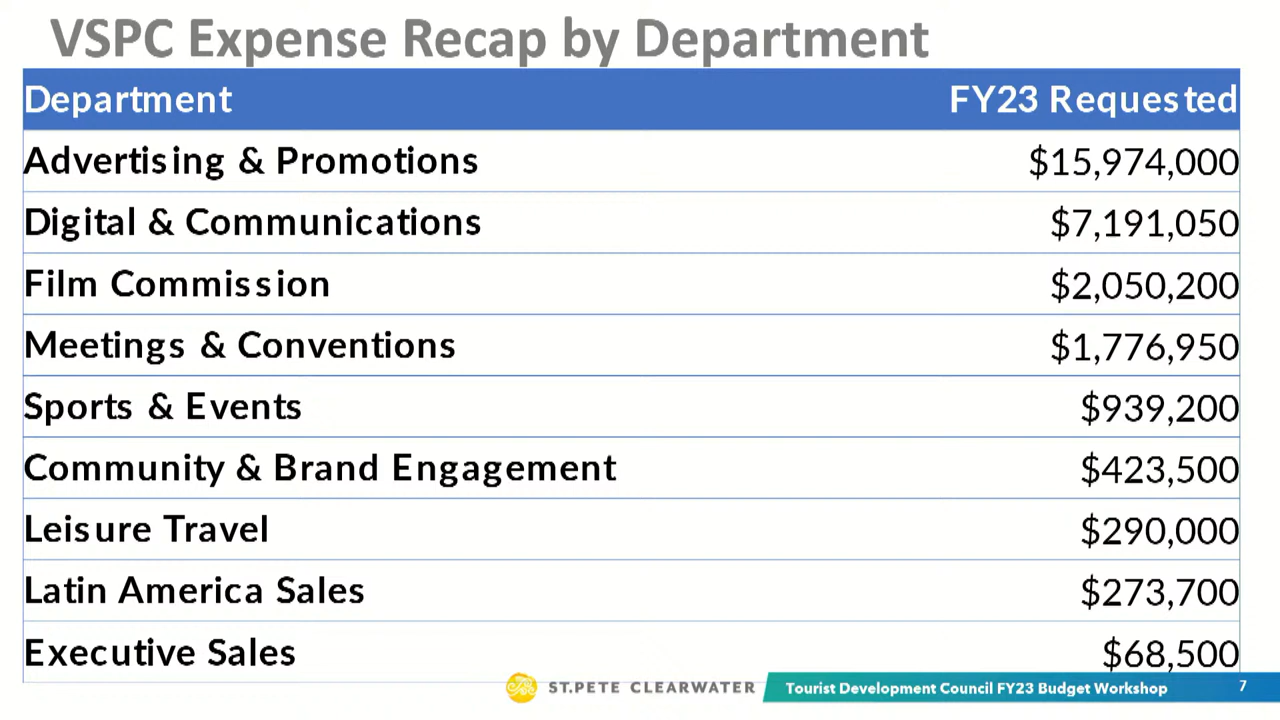 VSPC Expense Recap by Department
Department FY23 Requested
Advertising & Promotions $15,974,000
Digital & Communications $7,191,050
Film Commission $2,050,200
Meetings & Conventions $1,776,950
Sports & Events $939,200
Community & Brand Engagement $423,500
Leisure Travel $290,000
Latin America Sales $273,700
Executive Sales $68,500
ST.PETE CLEARWATER Tourist Development Council FY23 Budget Workshop 7